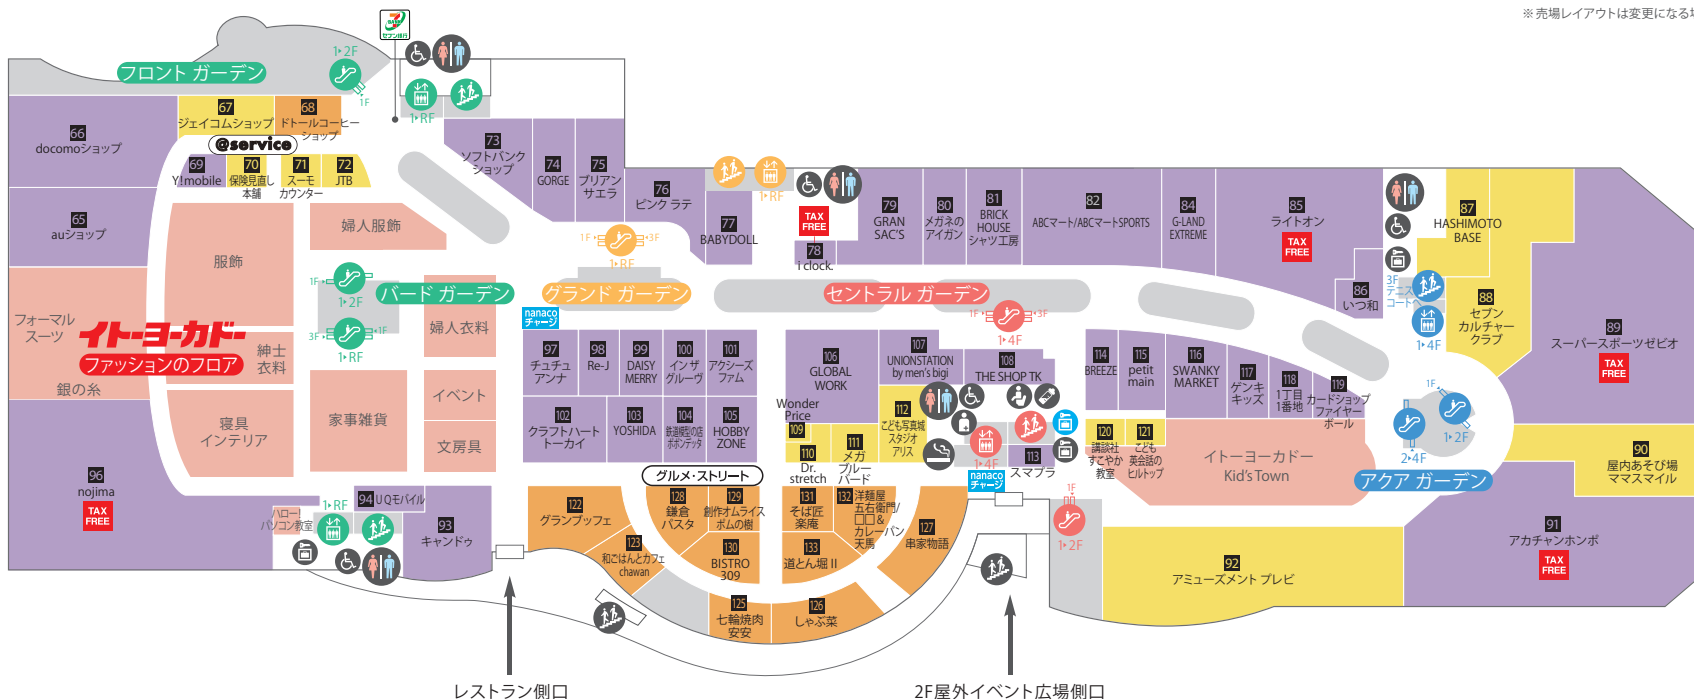 ※売場レイアウトは変更になる場
7
BANK
セブン銀行
フロント ガーデン
1▸2F
1F
1▸RF
66
docomoショップ
67
ジェイコムショップ
68
ドトールコーヒー
ショップ
@service
69
Y!mobile
70
保険見直し
本舗
71
スーモ
カウンター
72
JTB
65
auショップ
73
ソフトバンク
ショップ
74
GORGE
75
ブリアン
サエラ
76
ピンク ラテ
77
BABYDOLL
1▸RF
TAX
FREE
78
i clock.
79
GRAN
SAC'S
80
メガネの
アイガン
81
BRICK
HOUSE
シャツ工房
82
ABCマート/ABCマートSPORTS
84
G-LAND
EXTREME
85
ライトオン
TAX
FREE
86
いつ和
87
HASHIMOTO
BASE
3F
テニス
コートへ
1▸4F
88
セブン
カルチャー
クラブ
89
スーパースポーツゼビオ
TAX
FREE
服飾
婦人服飾
1F
1▸2F
3F
1F
1▸RF
バード ガーデン
婦人衣料
フォーマル
スーツ
イトーヨーカドー
ファッションのフロア
紳士
衣料
銀の糸
寝具
インテリア
家事雑貨
イベント
文房具
1F
3F
1▸RF
グランド ガーデン
セントラル ガーデン
1F
3F
1▸4F
nanaco
チャージ
97
チュチュ
アンナ
98
Re-J
99
DAISY
MERRY
100
イン ザ
グルーヴ
101
アクシーズ
ファム
102
クラフトハート
トーカイ
103
YOSHIDA
104
鉄道模型の店
ポポンデッタ
105
HOBBY
ZONE
106
GLOBAL
WORK
107
UNIONSTATION
by men's bigi
108
THE SHOP TK
Wonder
Price
109
110
Dr.
stretch
111
メガ
ブルー
バード
112
こども写真城
スタジオ
アリス
1▸4F
113
スマプラ
nanaco
チャージ
114
BREEZE
115
petit
main
116
SWANKY
MARKET
117
ゲンキ
キッズ
118
1丁目
1番地
119
カードショップ
ファイヤー
ボール
120
講談社
すこやか
教室
121
こども
英会話の
ヒルトップ
イトーヨーカドー
Kid's Town
1F
1▸2F
2▸4F
アクア ガーデン
90
屋内あそび場
ママスマイル
91
アカチャンホンポ
TAX
FREE
92
アミューズメント プレビ
1F
1▸2F
96
nojima
TAX
FREE
ハロー!
パソコン教室
1▸RF
94
UQモバイル
93
キャンドゥ
グルメ・ストリート
122
グランブッフェ
123
和ごはんとカフェ
chawan
125
七輪焼肉
安安
126
しゃぶ菜
127
串家物語
128
鎌倉
パスタ
129
創作オムライス
ポムの樹
130
BISTRO
309
131
そば匠
楽庵
132
洋麺屋
五右衛門/
□□&
カレーパン
天馬
133
道とん堀 II
レストラン側口
2F屋外イベント広場側口